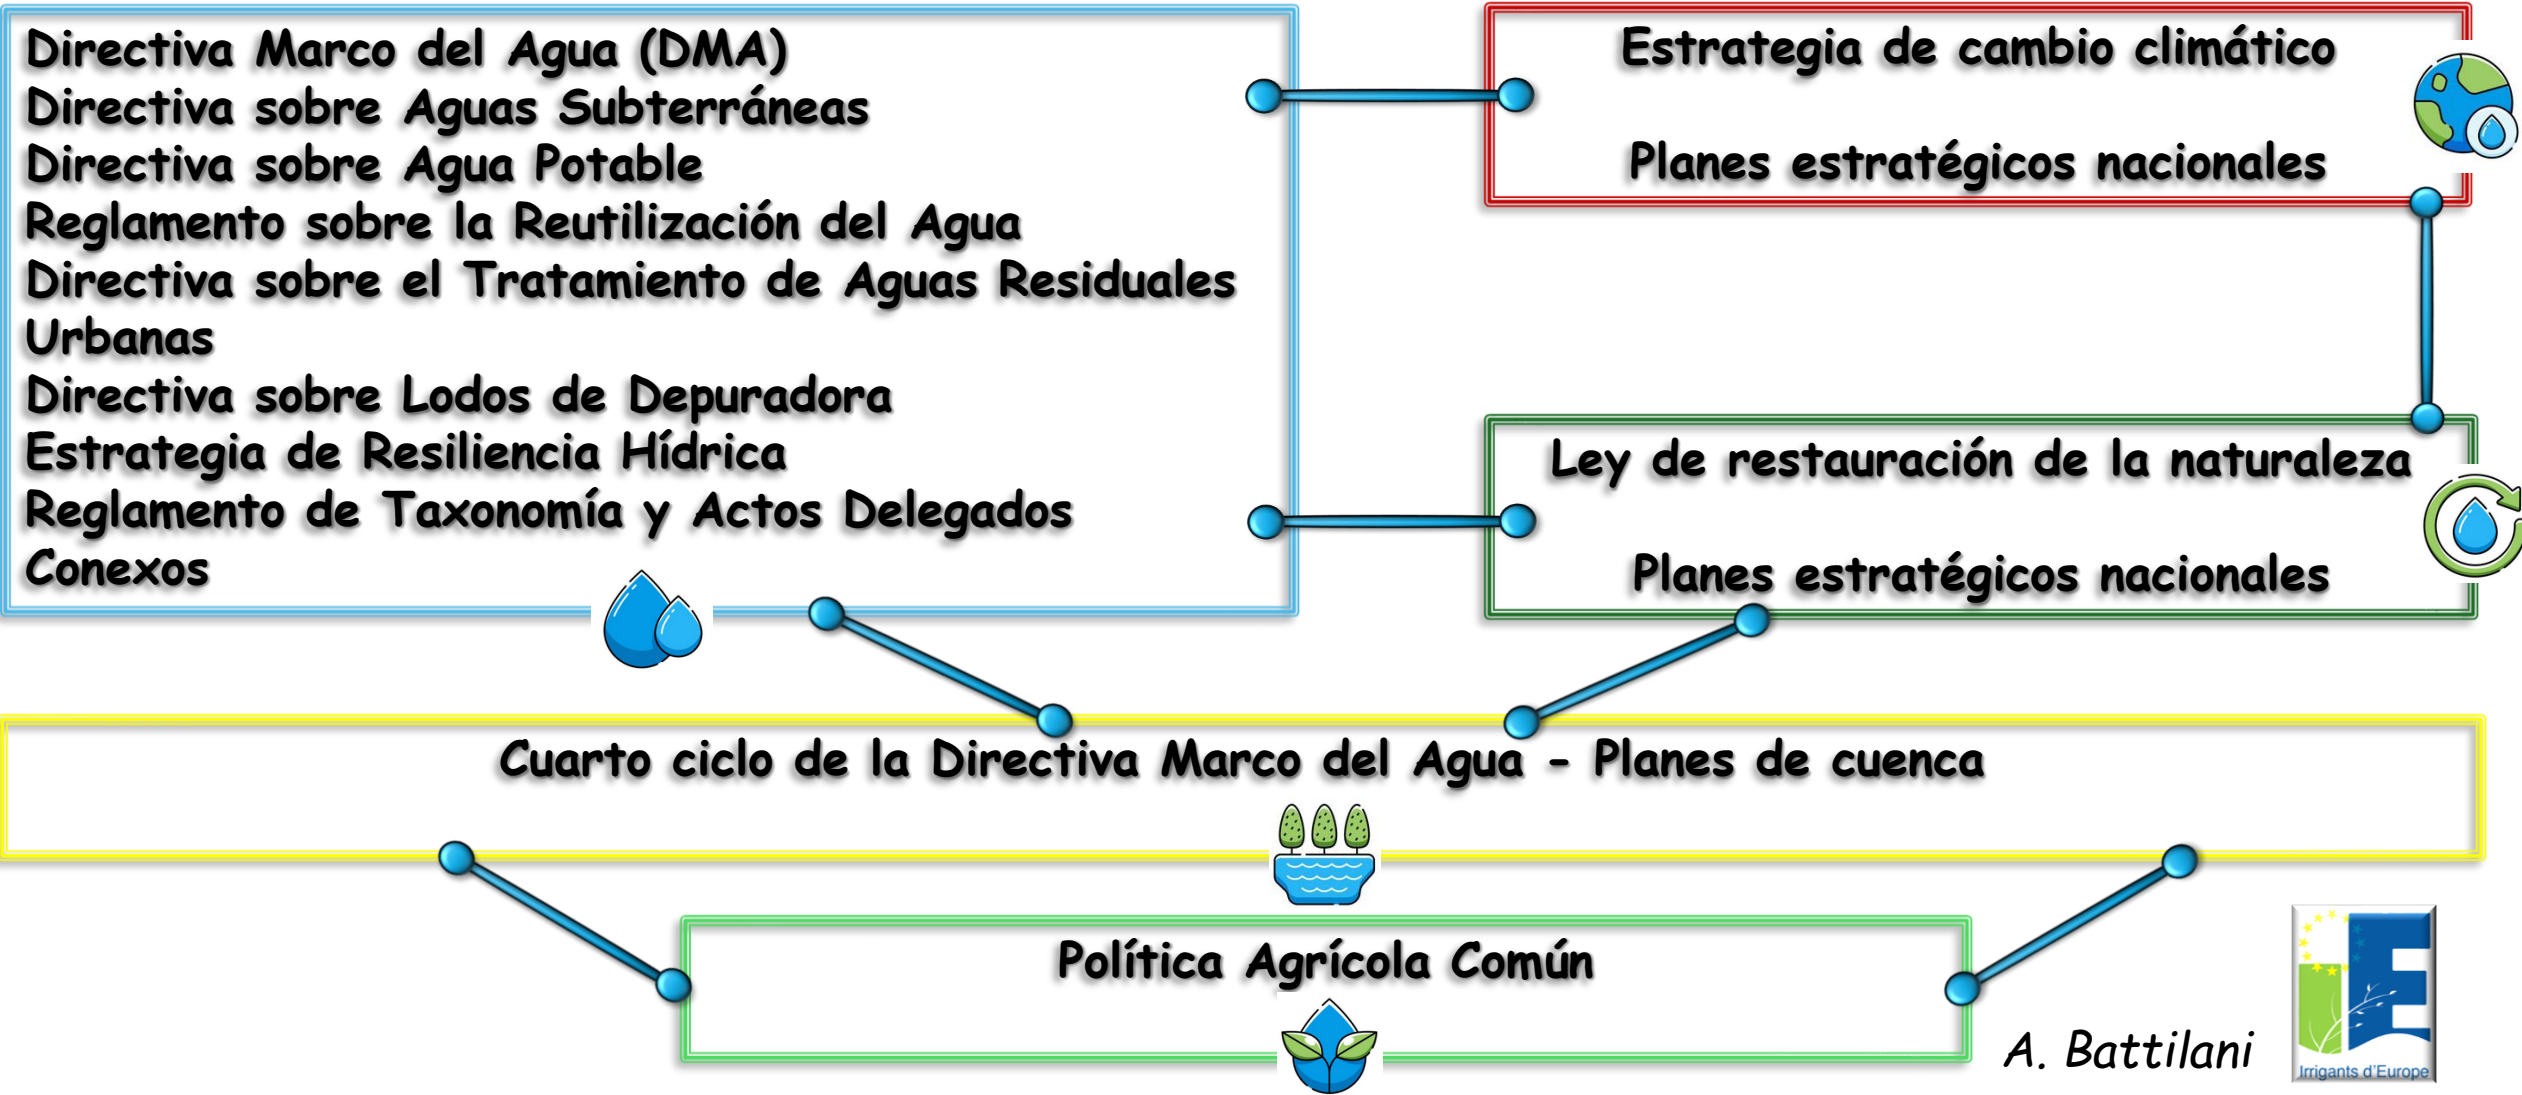 Directiva Marco del Agua (DMA)
Directiva sobre Aguas Subterráneas
Directiva sobre Agua Potable
Reglamento sobre la Reutilización del Agua
Directiva sobre el Tratamiento de Aguas Residuales
Urbanas
Directiva sobre Lodos de Depuradora
Estrategia de Resiliencia Hídrica
Reglamento de Taxonomía y Actos Delegados
Conexos
Estrategia de cambio climático
Planes estratégicos nacionales
Ley de restauración de la naturaleza
Planes estratégicos nacionales
Cuarto ciclo de la Directiva Marco del Agua - Planes de cuenca
Política Agrícola Común
A. Battilani
Irrigants d'Europe